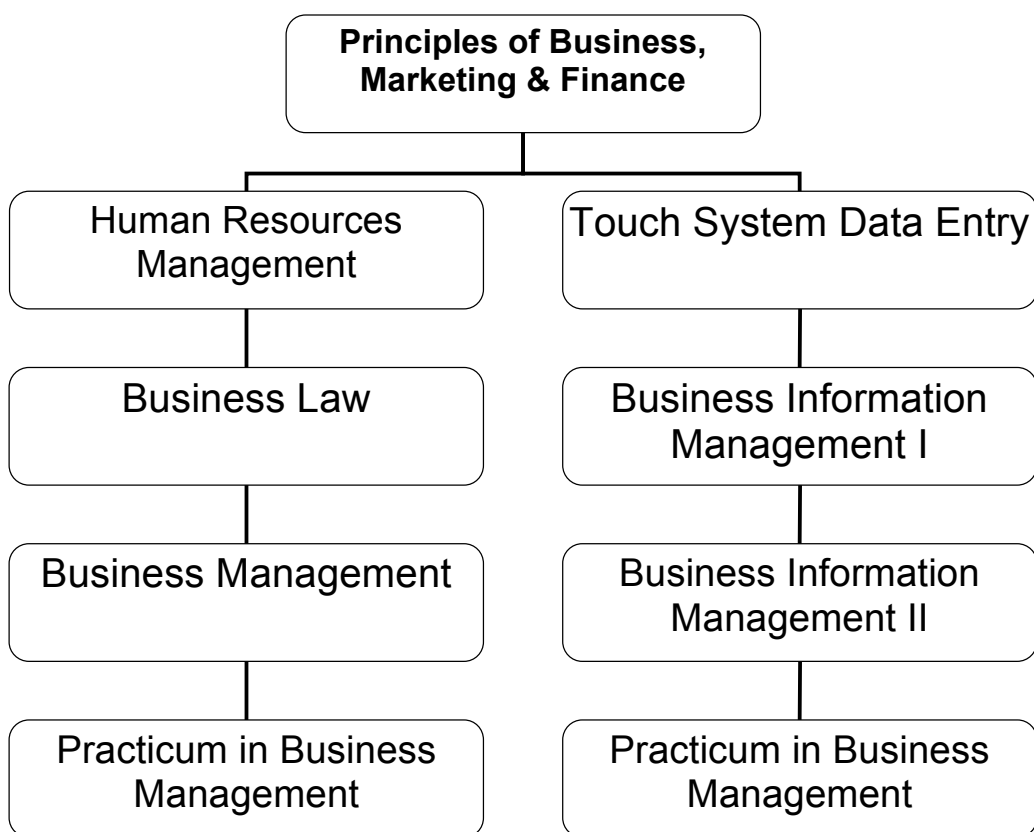 Principles of Business,
Marketing & Finance
Human Resources
Management
Touch System Data Entry
Business Law
Business Information
Management I
Business Management
Business Information
Management II
Practicum in Business
Management
Practicum in Business
Management